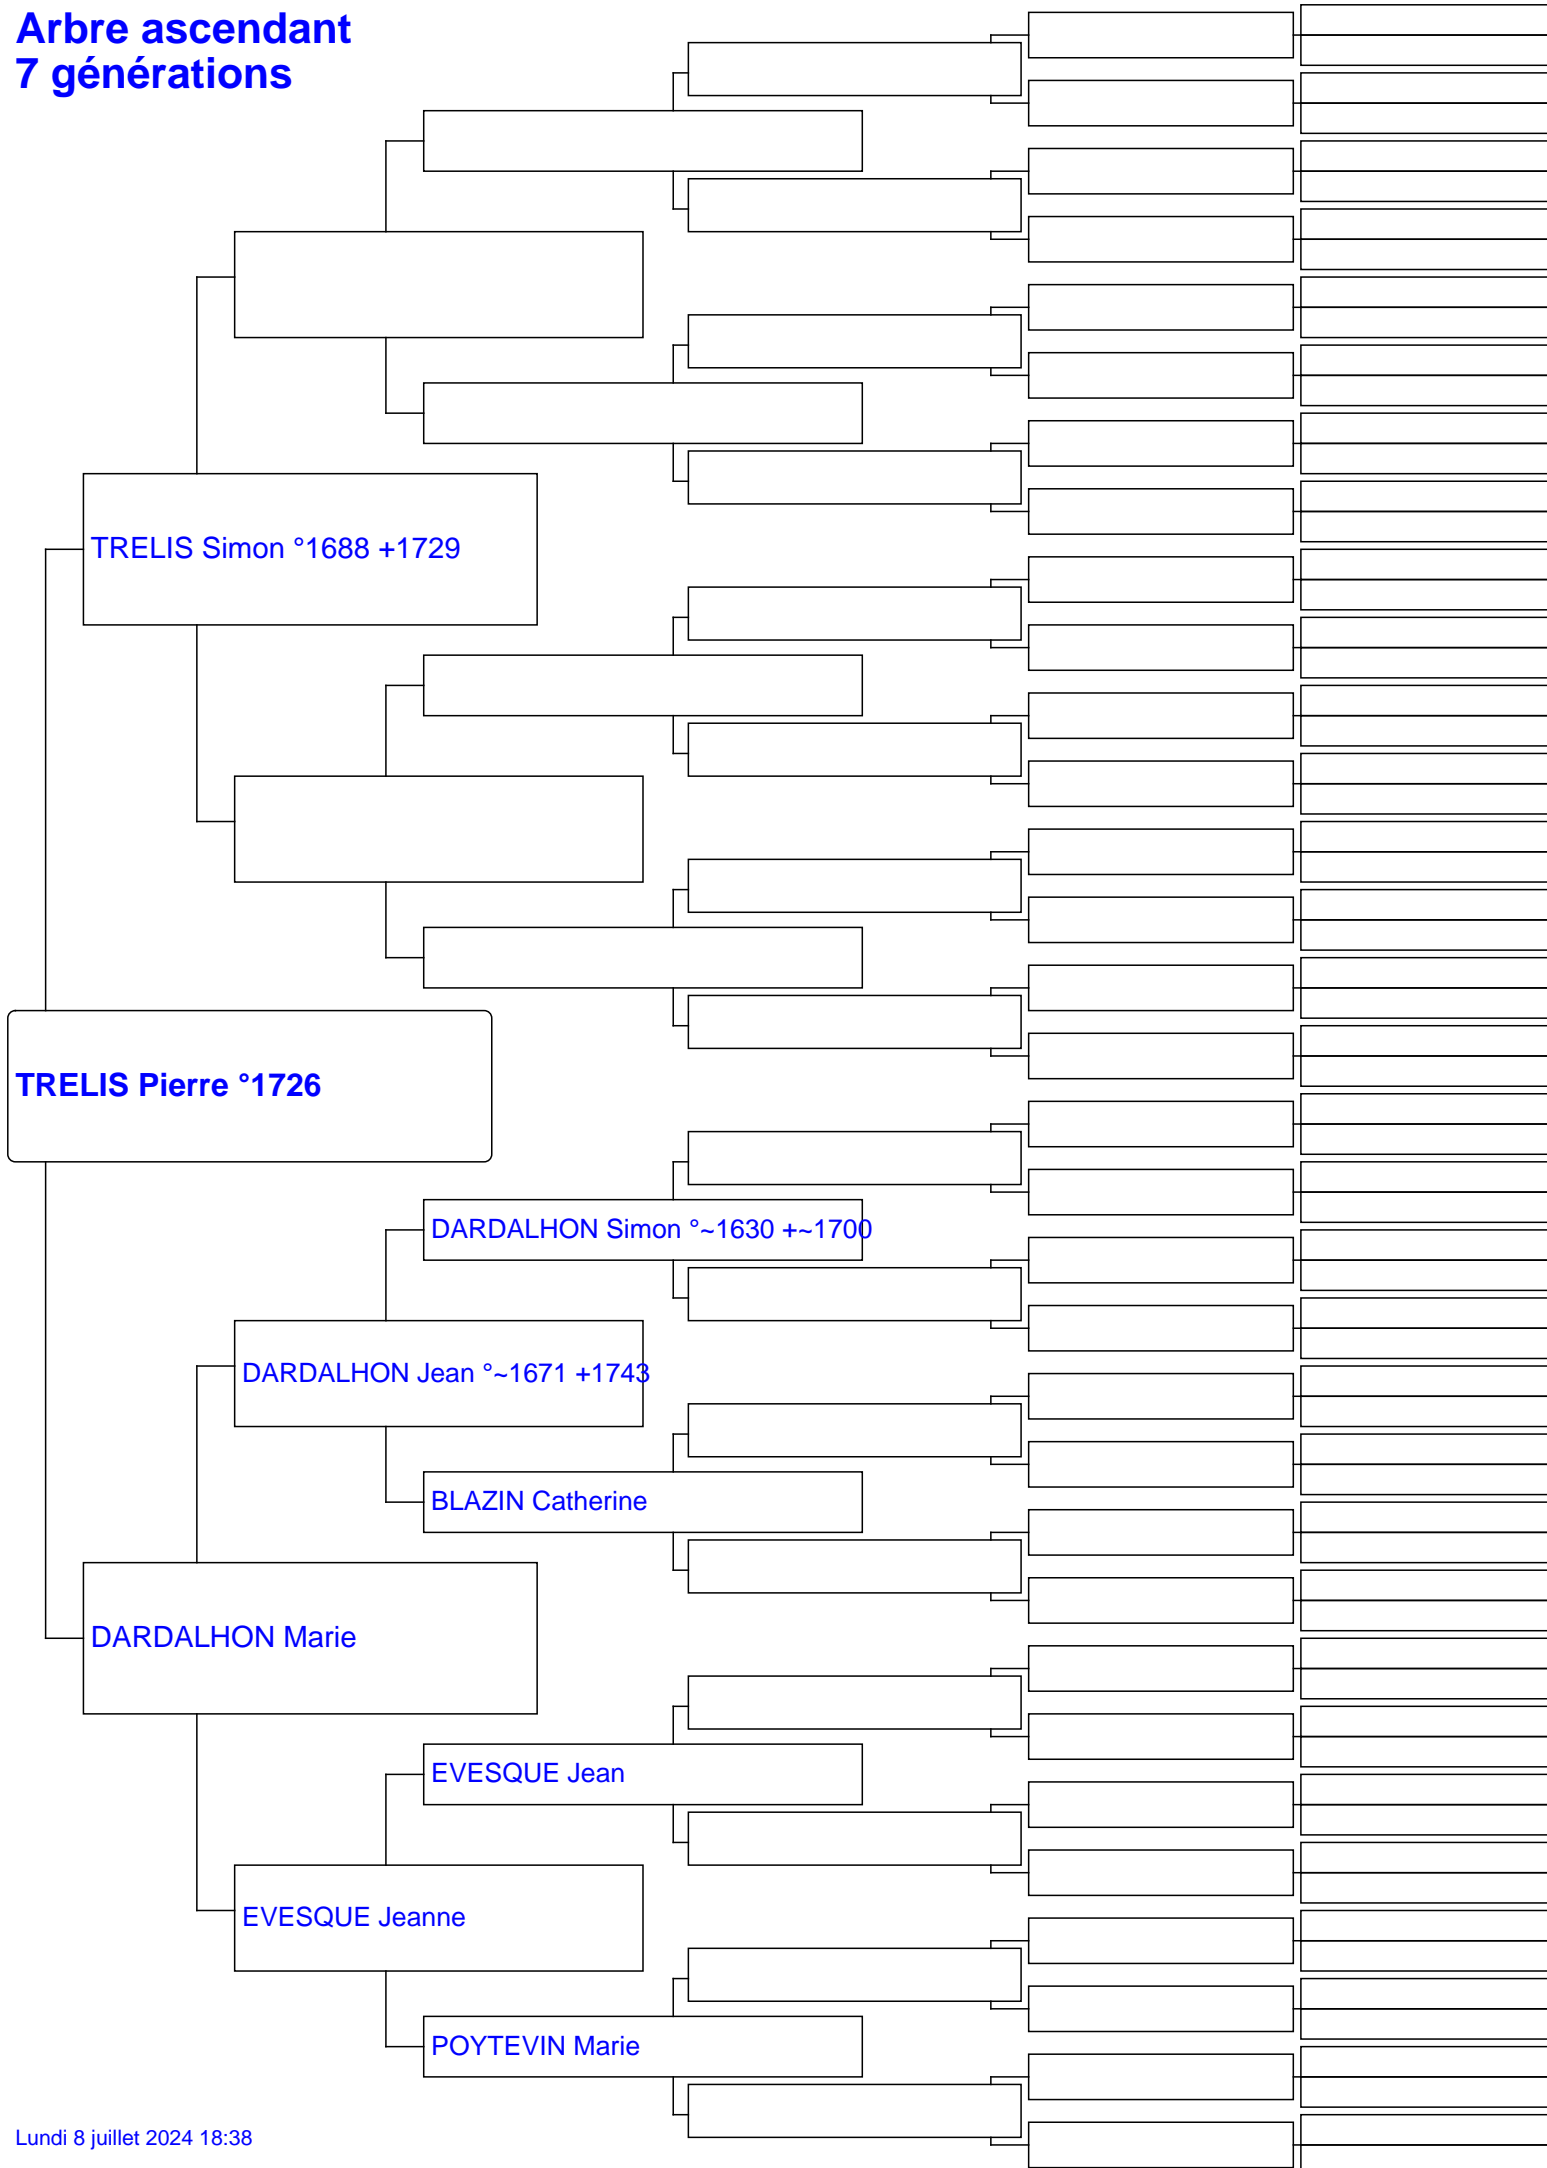 Arbre ascendant
7 générations
TRELIS Simon °1688 +1729
TRELIS Pierre °1726
DARDALHON Simon °~1630 +~1700
DARDALHON Jean °~1671 +1743
BLAZIN Catherine
DARDALHON Marie
EVESQUE Jean
EVESQUE Jeanne
POYTEVIN Marie
Lundi 8 juillet 2024 18:38